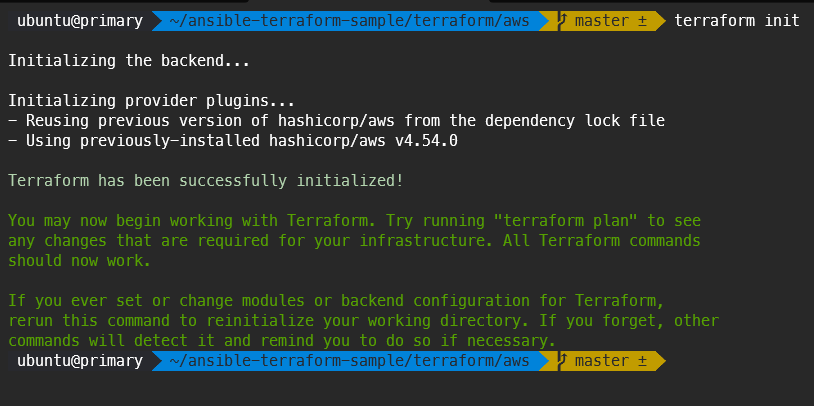 ubuntu@primary ~/ansible-terraform-sample/terraform/aws master ± terraform init
Initializing the backend...
Initializing provider plugins...
- Reusing previous version of hashicorp/aws from the dependency lock file
- Using previously-installed hashicorp/aws v4.54.0
Terraform has been successfully initialized!
You may now begin working with Terraform. Try running "terraform plan" to see
any changes that are required for your infrastructure. All Terraform commands
should now work.
If you ever set or change modules or backend configuration for Terraform,
rerun this command to reinitialize your working directory. If you forget, other
commands will detect it and remind you to do so if necessary.
ubuntu@primary ~/ansible-terraform-sample/terraform/aws master ±